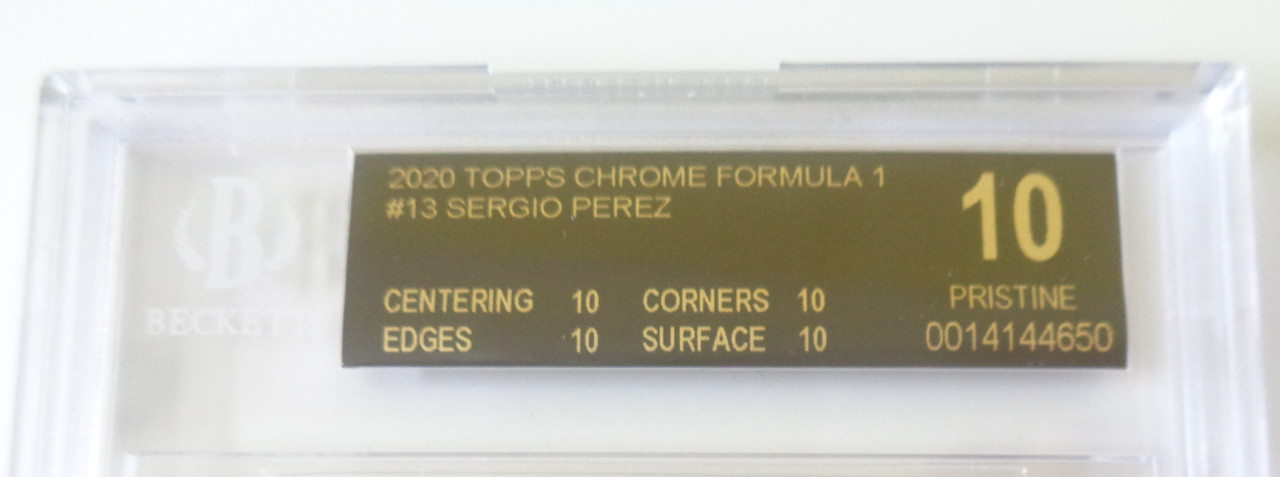 2020 TOPPS CHROME FORMULA 1
#13 SERGIO PEREZ
10
CENTERING 10 CORNERS 10
PRISTINE
EDGES 10 SURFACE 10
0014144650
B
BECKETT